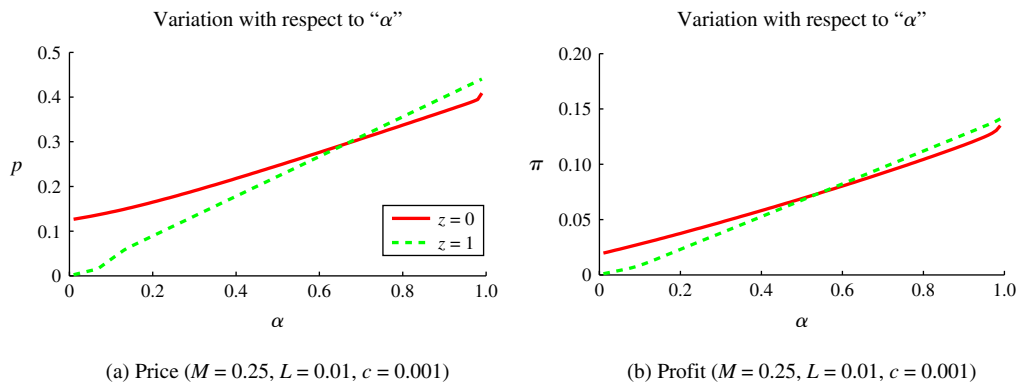 Variation with respect to “α”
0.5
0.4
0.3
0.2
0.1
0
p
0
0.2
0.4
0.6
0.8
1.0
α
z = 0
z = 1
(a) Price (M = 0.25, L = 0.01, c = 0.001)
Variation with respect to “α”
0.20
0.15
0.10
0.05
0
π
0
0.2
0.4
0.6
0.8
1.0
α
(b) Profit (M = 0.25, L = 0.01, c = 0.001)